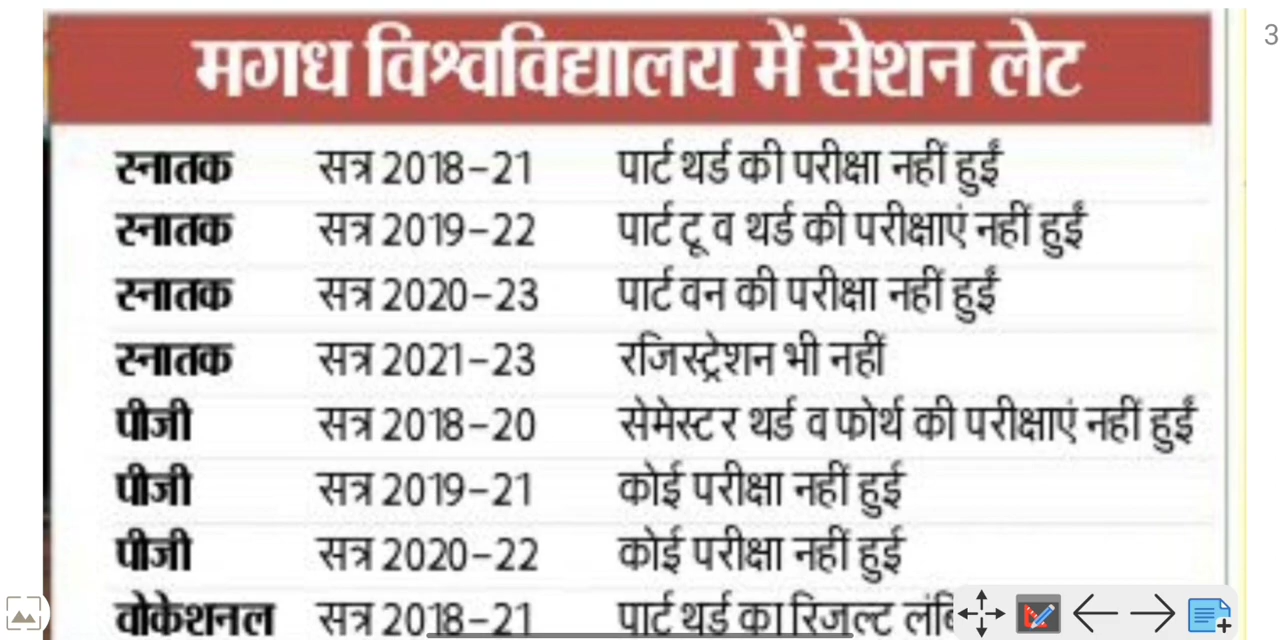 मगध विश्वविद्यालय में सेशन लेट
3
स्नातक सत्र 2018-21 पार्ट थर्ड की परीक्षा नहीं हुईं
स्नातक सत्र 2019-22 पार्ट टू व थर्ड की परीक्षाएं नहीं हुईं
स्नातक सत्र 2020-23 पार्ट वन की परीक्षा नहीं हुईं
स्नातक सत्र 2021-23 रजिस्ट्रेशन भी नहीं
पीजी सत्र 2018-20 सेमेस्टर थर्ड व फोर्थ की परीक्षाएं नहीं हुईं
पीजी सत्र 2019-21 कोई परीक्षा नहीं हुई
पीजी सत्र 2020-22 कोई परीक्षा नहीं हुई
वोकेशनल सत्र 2018-21 पार्ट थर्ड का रिजल्ट